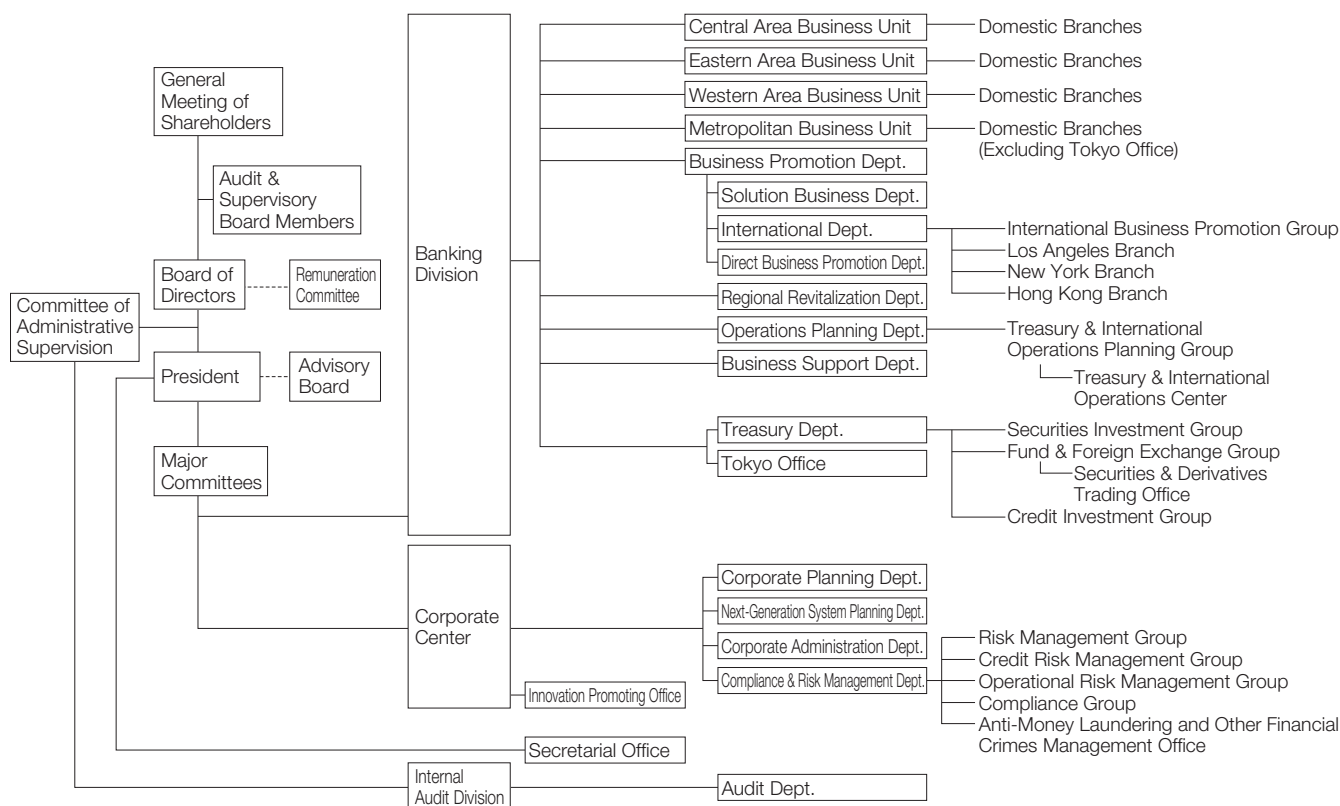 General
Meeting of
Shareholders
Audit &
Supervisory
Board Members
Board of
Directors
Remuneration
Committee
Committee of
Administrative
Supervision
President
Advisory
Board
Major
Committees
Banking
Division
Central Area Business Unit
Domestic Branches
Eastern Area Business Unit
Domestic Branches
Western Area Business Unit
Domestic Branches
Metropolitan Business Unit
Domestic Branches
(Excluding Tokyo Office)
Business Promotion Dept.
Solution Business Dept.
International Dept.
International Business Promotion Group
Los Angeles Branch
New York Branch
Hong Kong Branch
Direct Business Promotion Dept.
Regional Revitalization Dept.
Operations Planning Dept.
Treasury & International
Operations Planning Group
Treasury & International
Operations Center
Business Support Dept.
Treasury Dept.
Securities Investment Group
Fund & Foreign Exchange Group
Securities & Derivatives
Trading Office
Credit Investment Group
Tokyo Office
Corporate
Center
Corporate Planning Dept.
Next-Generation System Planning Dept.
Corporate Administration Dept.
Compliance & Risk Management Dept.
Risk Management Group
Credit Risk Management Group
Operational Risk Management Group
Compliance Group
Anti-Money Laundering and Other Financial
Crimes Management Office
Innovation Promoting Office
Secretarial Office
Internal
Audit Division
Audit Dept.